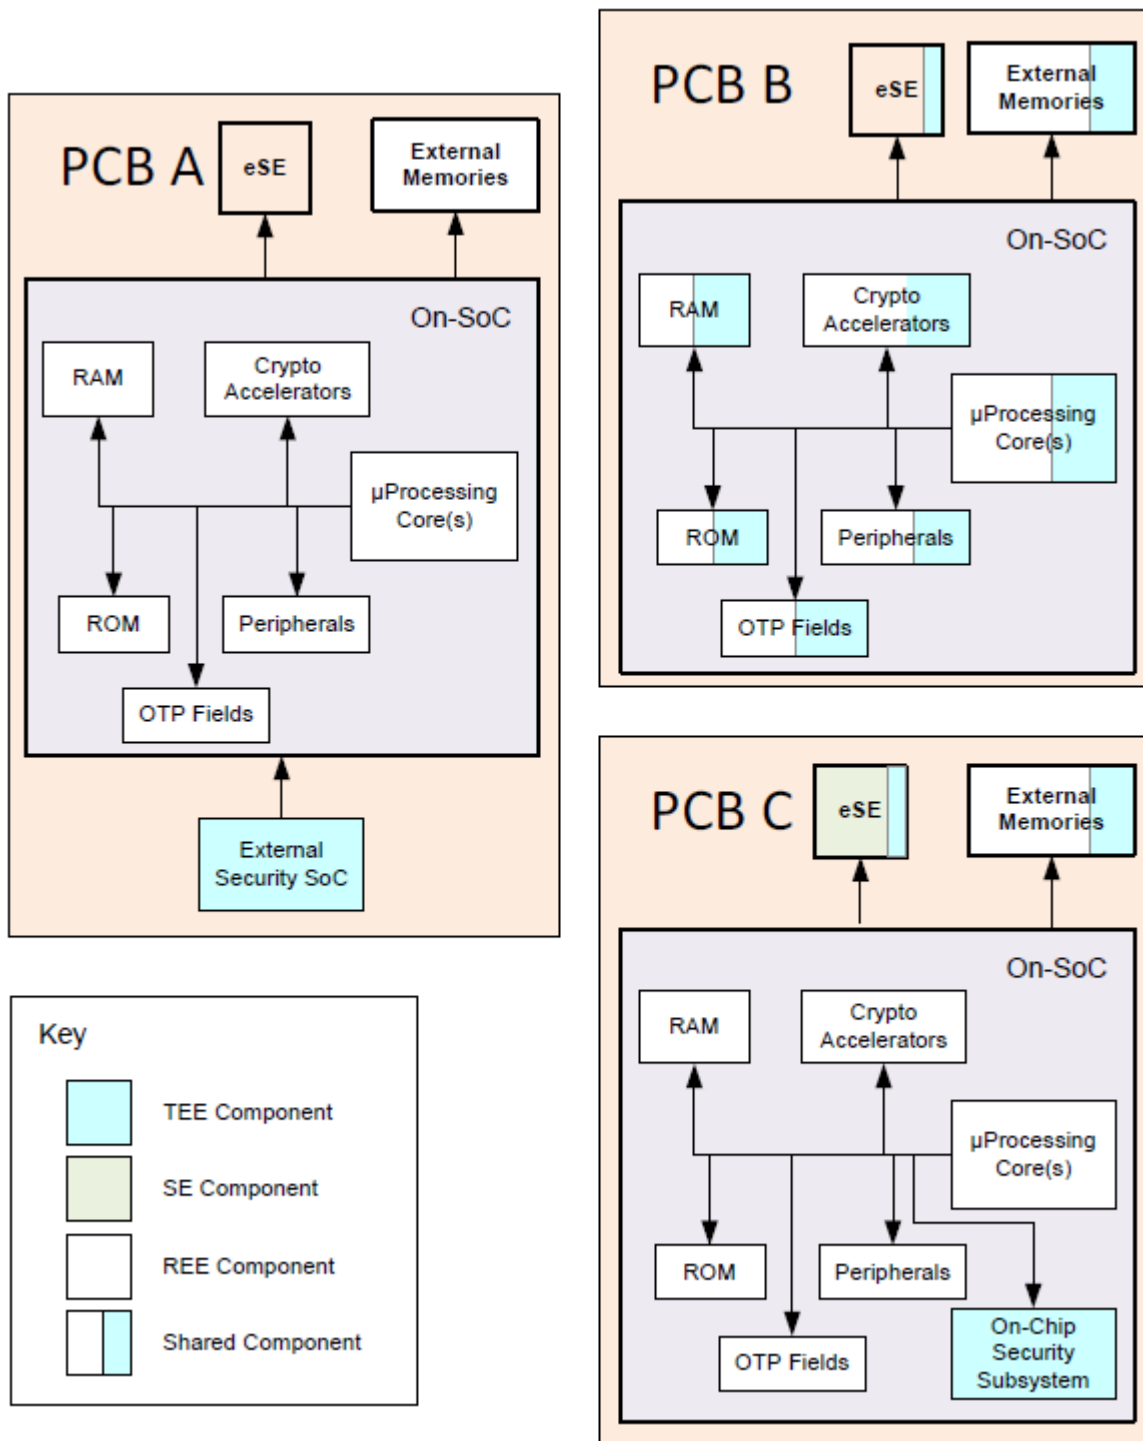 PCB A
eSE
External
Memories
On-SoC
RAM
Crypto
Accelerators
µProcessing
Core(s)
ROM
Peripherals
OTP Fields
External
Security SoC
Key
TEE Component
SE Component
REE Component
Shared Component
PCB B
eSE
External
Memories
On-SoC
RAM
Crypto
Accelerators
µProcessing
Core(s)
ROM
Peripherals
OTP Fields
PCB C
eSE
External
Memories
On-SoC
RAM
Crypto
Accelerators
µProcessing
Core(s)
ROM
Peripherals
OTP Fields
On-Chip
Security
Subsystem